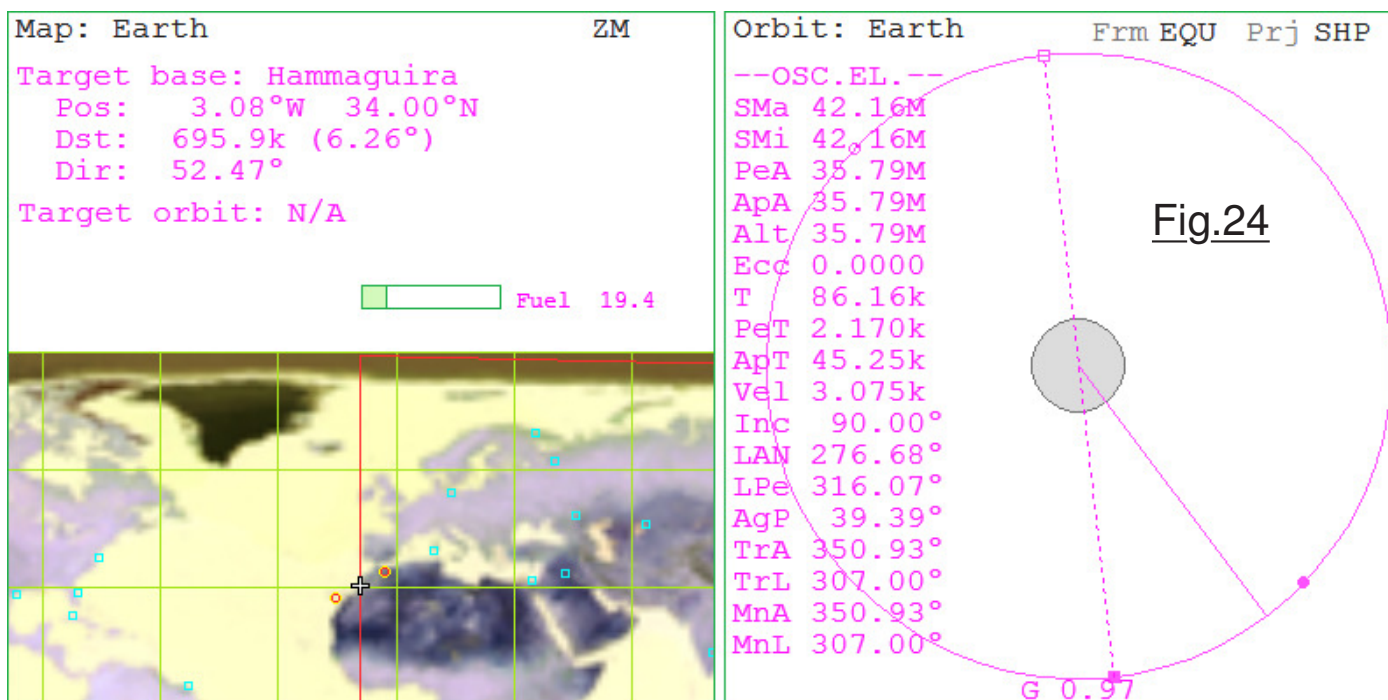 Map: Earth ZM
Target base: Hammaguira
Pos: 3.08°W 34.00°N
Dst: 695.9k (6.26°)
Dir: 52.47°
Target orbit: N/A
Fuel 19.4
Orbit: Earth Frm EQU Prj SHP
--OSC.EL.--
SMa 42.16M
SMi 42.16M
PeA 35.79M
ApA 35.79M
Alt 35.79M
Ecc 0.0000
T 86.16k
PeT 2.170k
ApT 45.25k
Vel 3.075k
Inc 90.00°
LAN 276.68°
LPe 316.07°
AgP 39.39°
TrA 350.93°
TrL 307.00°
MnA 350.93°
MnL 307.00°
Fig.24
G 0.97